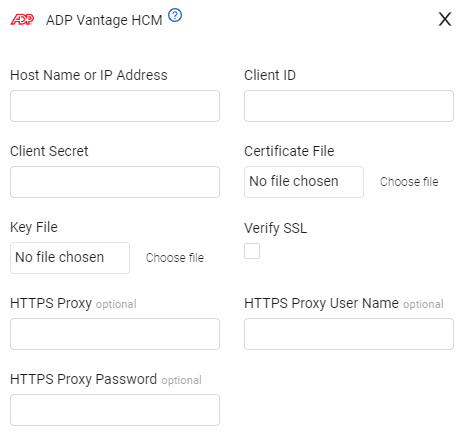 ADP ADP Vantage HCM ?
Host Name or IP Address
Client ID
Client Secret
Certificate File
No file chosen Choose file
Key File
No file chosen Choose file
Verify SSL
HTTPS Proxy optional
HTTPS Proxy User Name optional
HTTPS Proxy Password optional